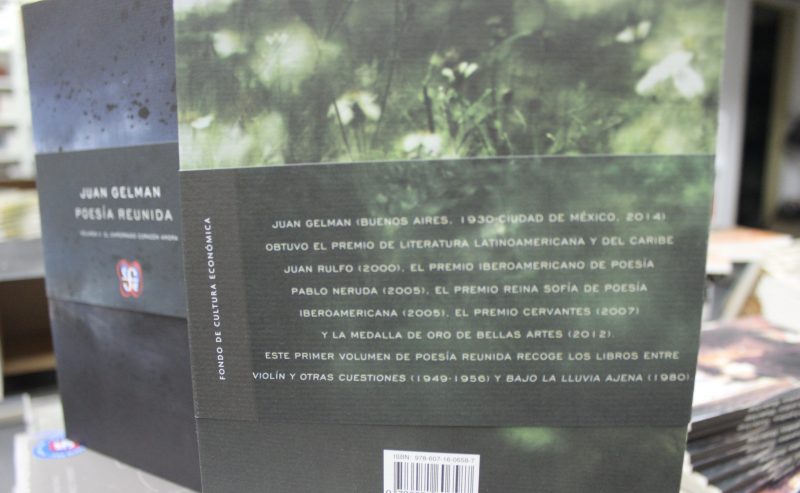 JUAN GELMAN
POESÍA REUNIDA
FONDO DE CULTURA ECONÓMICA
JUAN GELMAN (BUENOS AIRES, 1930-CIUDAD DE MÉXICO, 2014)
OBTUVO EL PREMIO DE LITERATURA LATINOAMERICANA Y DEL CARIBE
JUAN RULFO (2000), EL PREMIO IBEROAMERICANO DE POESÍA
PABLO NERUDA (2005), EL PREMIO REINA SOFÍA DE POESÍA
IBEROAMERICANA (2005), EL PREMIO CERVANTES (2007)
Y LA MEDALLA DE ORO DE BELLAS ARTES (2012).
ESTE PRIMER VOLUMEN DE POESÍA REUNIDA RECOGE LOS LIBROS ENTRE
VIOLÍN Y OTRAS CUESTIONES (1949-1956) Y BAJO LA LLUVIA AJENA (1980)